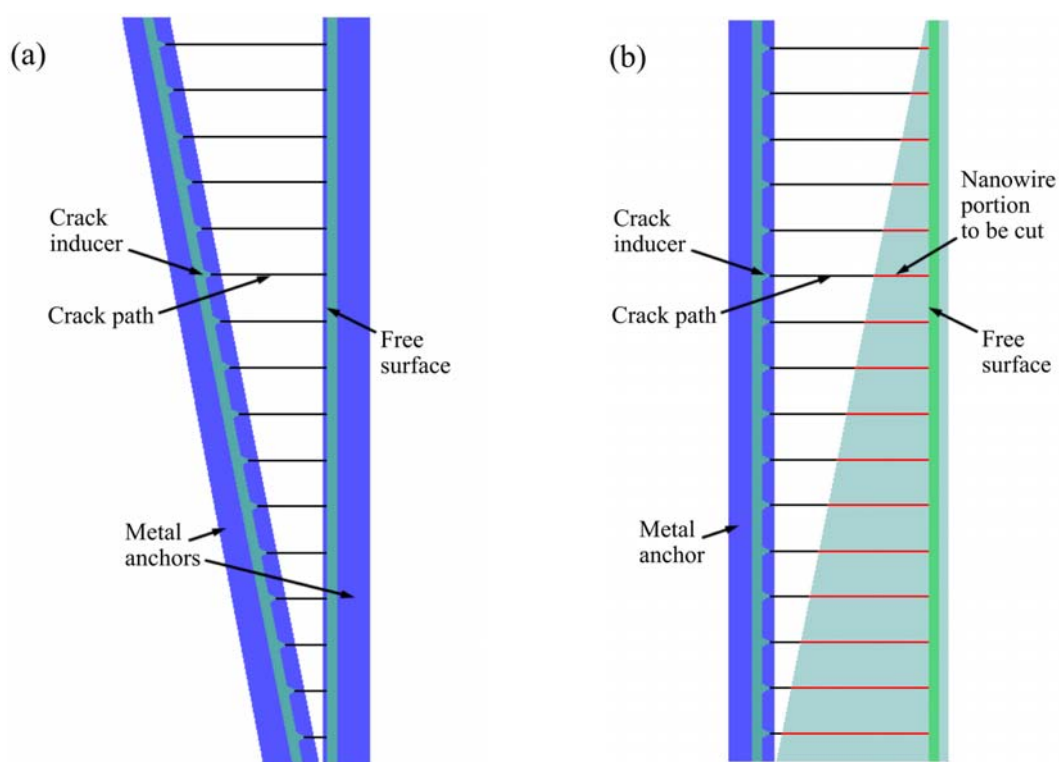 (a)
Crack
inducer
Crack path
Free
surface
Metal
anchors
(b)
Nanowire
portion
to be cut
Crack
inducer
Crack path
Free
surface
Metal
anchor